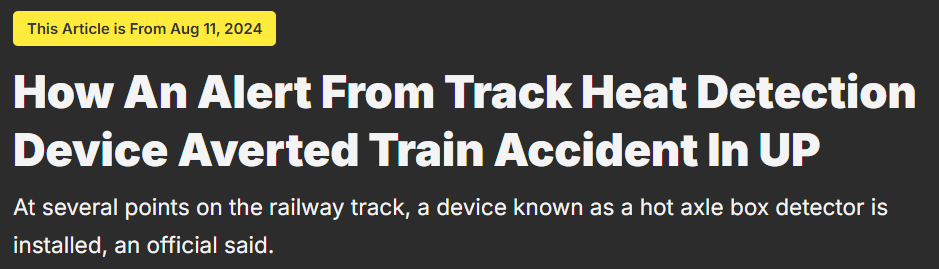 This Article is From Aug 11, 2024
How An Alert From Track Heat Detection
Device Averted Train Accident In UP
At several points on the railway track, a device known as a hot axle box detector is
installed, an official said.